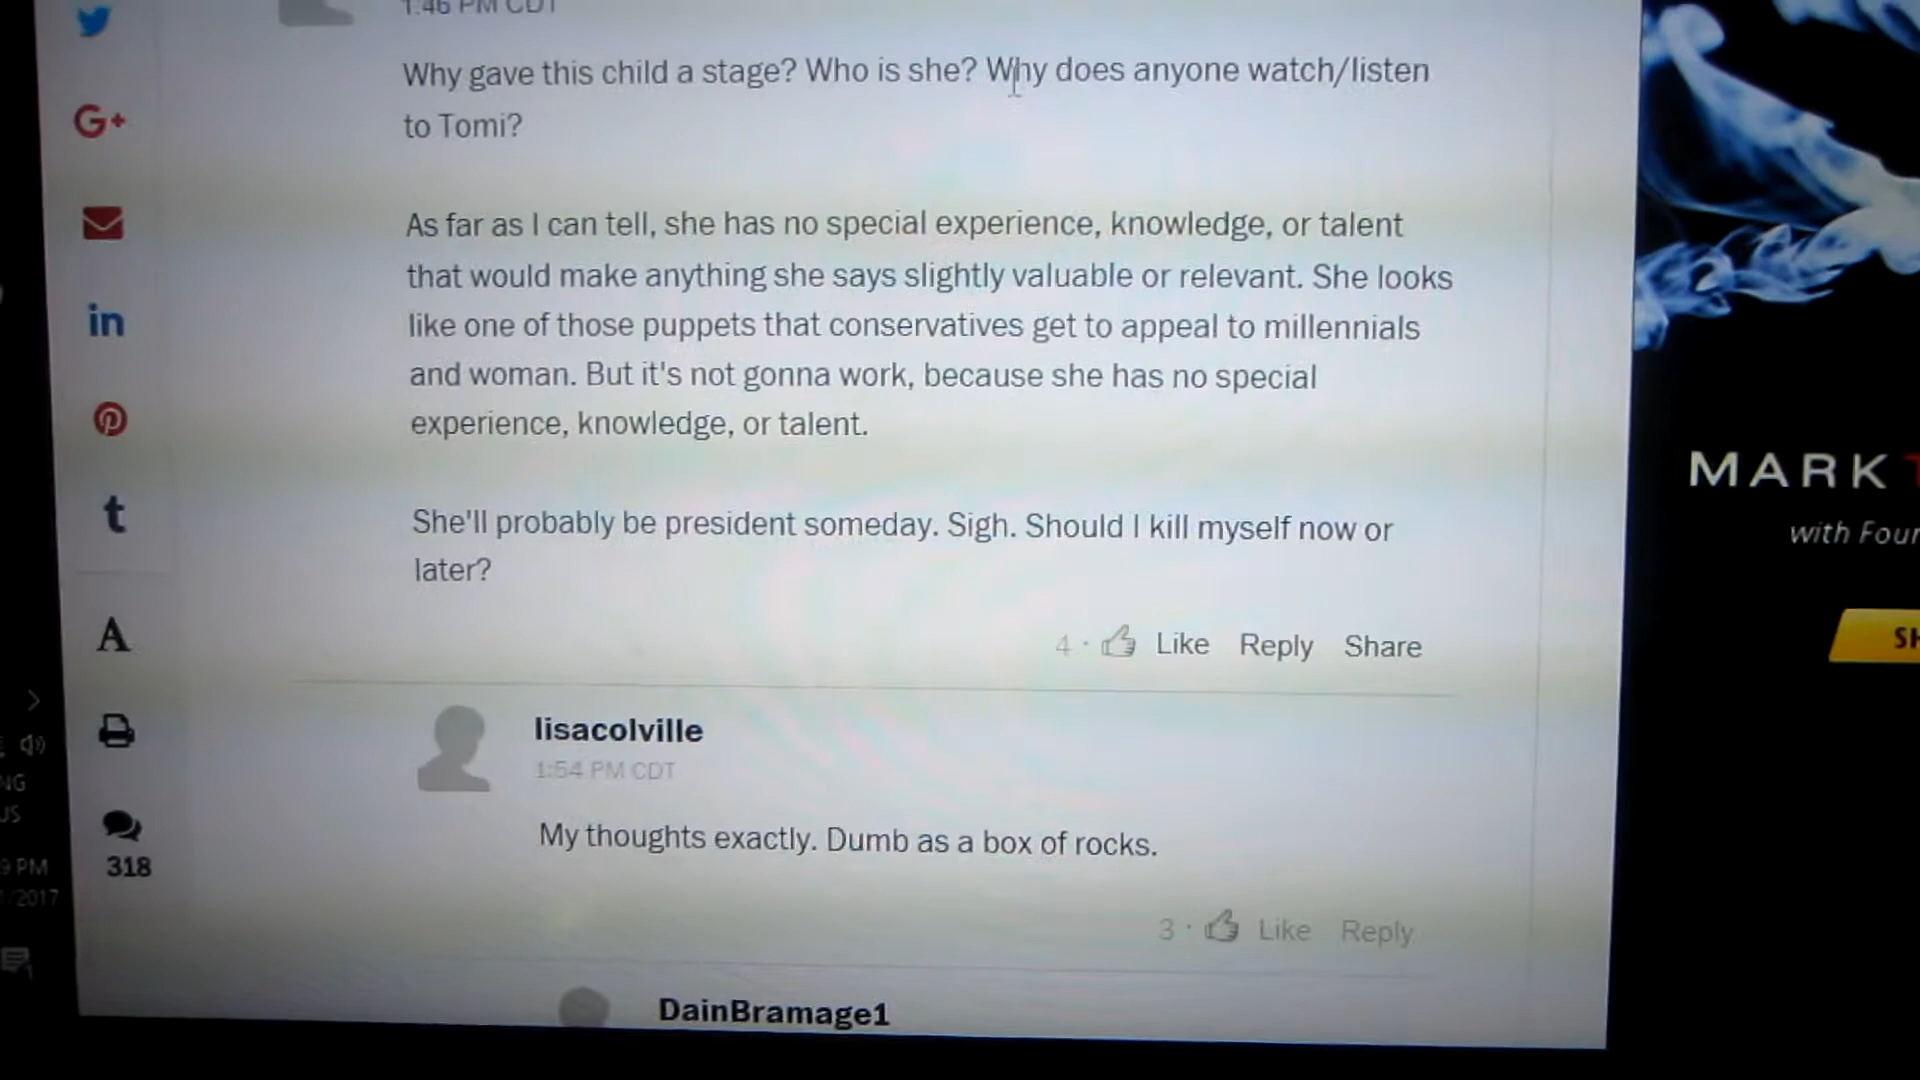 1:46 PM CDT
Why gave this child a stage? Who is she? Why does anyone watch/listen
to Tomi?
As far as I can tell, she has no special experience, knowledge, or talent
that would make anything she says slightly valuable or relevant. She looks
like one of those puppets that conservatives get to appeal to millennials
and woman. But it's not gonna work, because she has no special
experience, knowledge, or talent.
She'll probably be president someday. Sigh. Should I kill myself now or
later?
4 · Like Reply Share
lisacolville
1:54 PM CDT
My thoughts exactly. Dumb as a box of rocks.
3 · Like Reply
DainBramage1
G+
in
t
A
318
NG
US
9 PM
/2017
MARK
with Four
SH